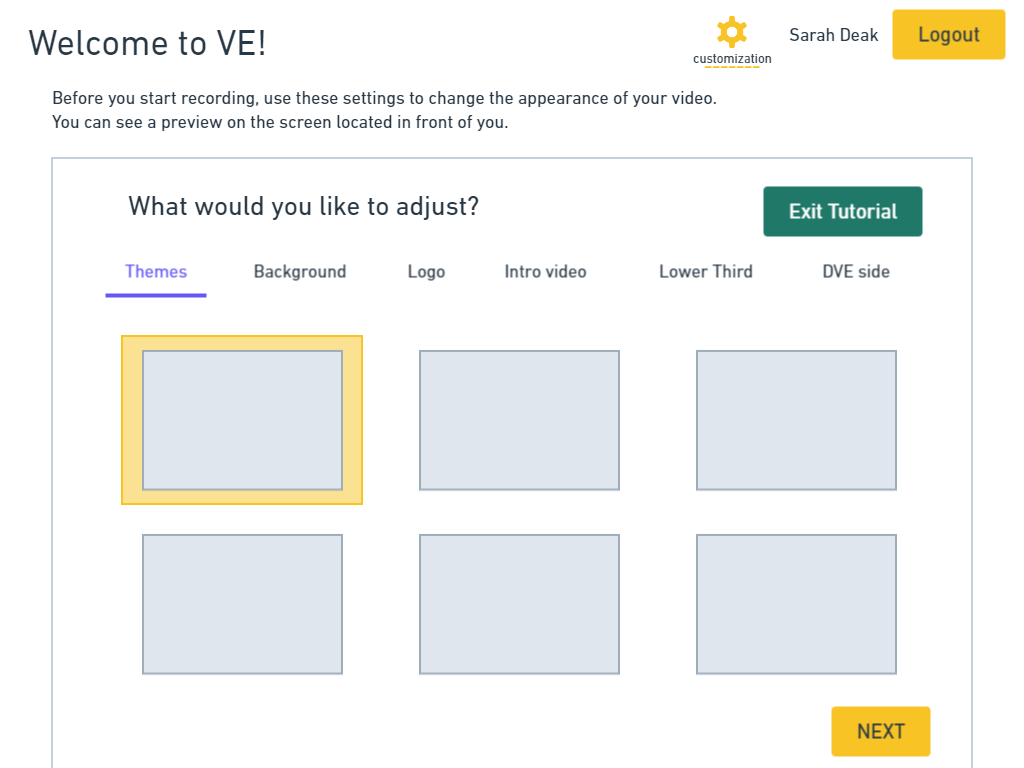 Welcome to VE!
customization
Sarah Deak
Logout
Before you start recording, use these settings to change the appearance of your video.
You can see a preview on the screen located in front of you.
What would you like to adjust?
Exit Tutorial
Themes
Background
Logo
Intro video
Lower Third
DVE side
NEXT